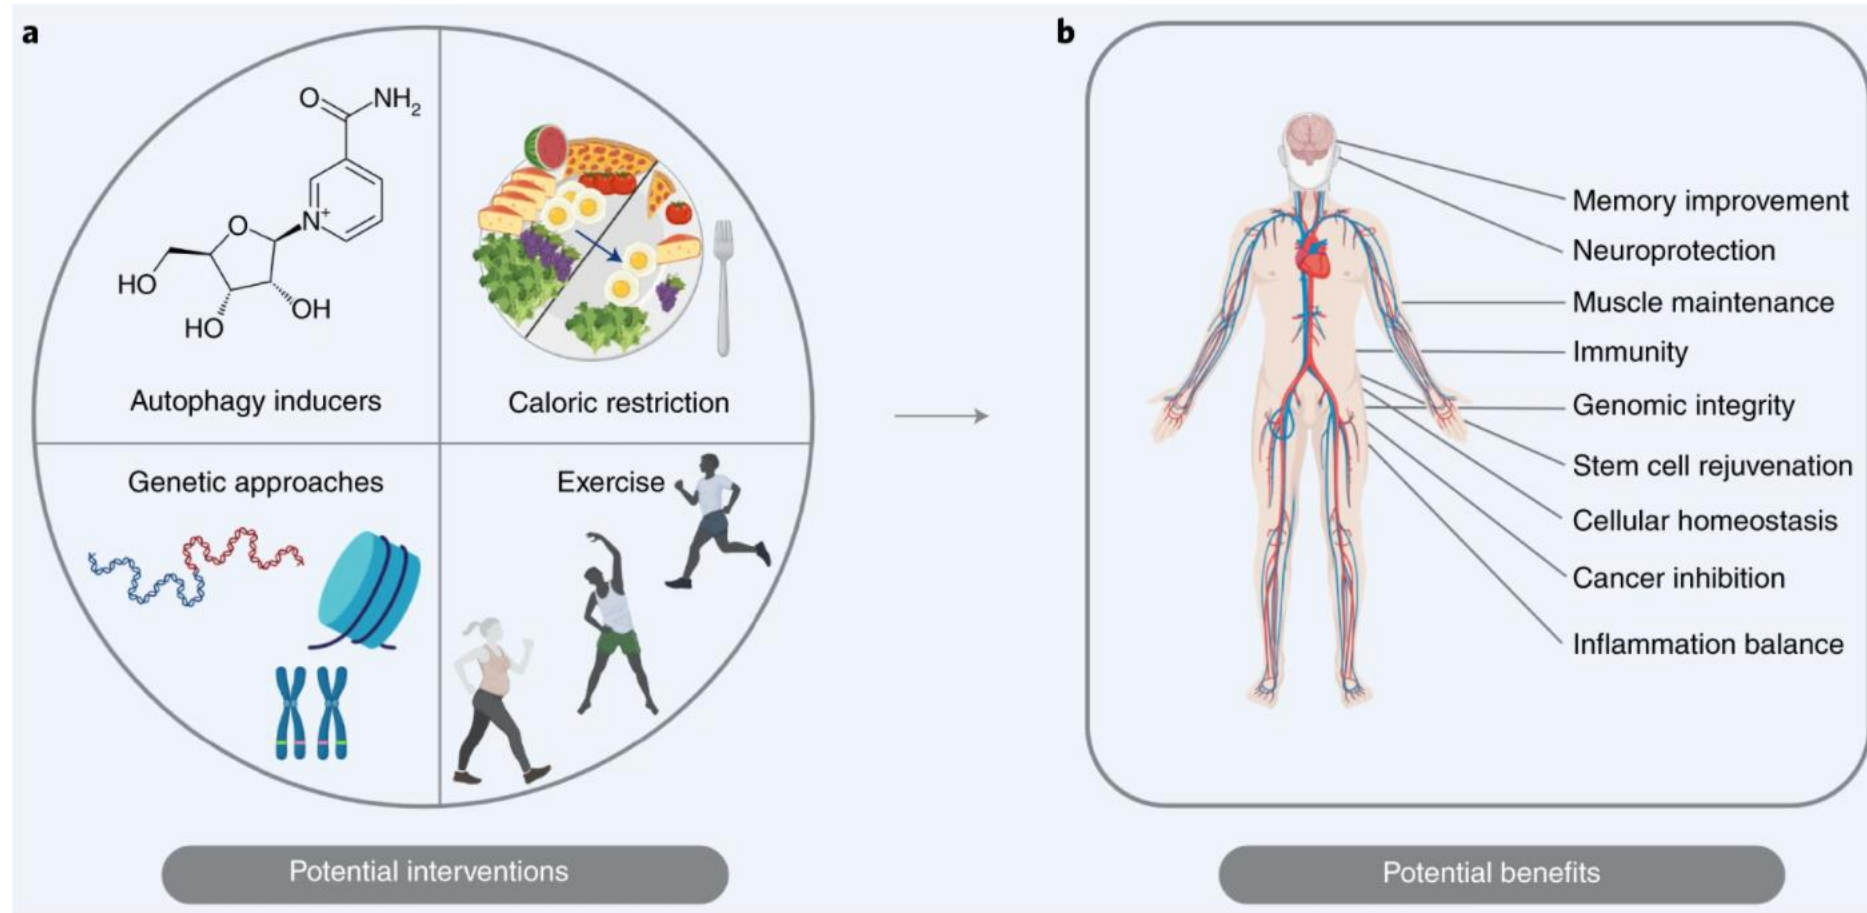 a
O
NH2
N+
O
HO
HO
OH
Autophagy inducers
Caloric restriction
Genetic approaches
Exercise
Potential interventions
b
Memory improvement
Neuroprotection
Muscle maintenance
Immunity
Genomic integrity
Stem cell rejuvenation
Cellular homeostasis
Cancer inhibition
Inflammation balance
Potential benefits